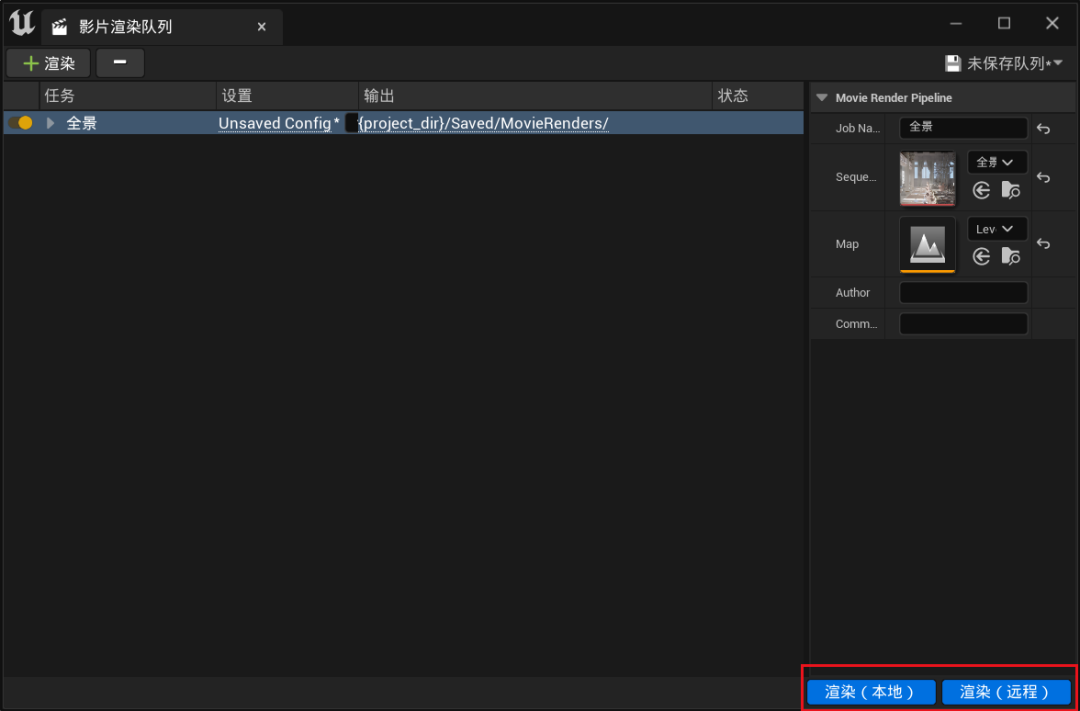 影片渲染队列
渲染
未保存队列*
任务 设置 输出 状态
全景 Unsaved Config* {project_dir}/Saved/MovieRenders/
Movie Render Pipeline
Job Na... 全景
Seque... 全景
Map Lev
Author
Comm...
渲染（本地） 渲染（远程）